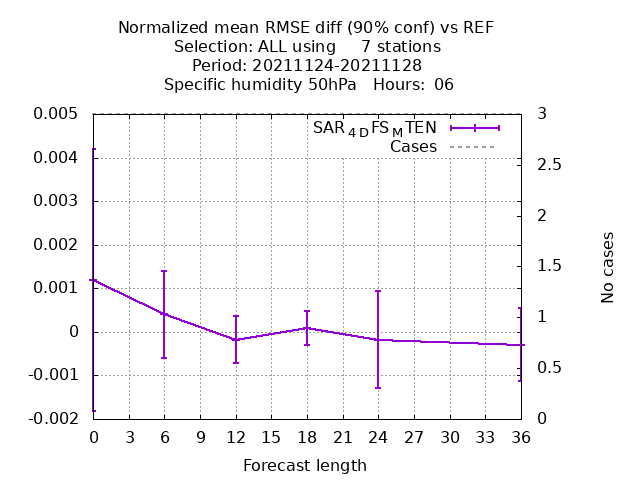 Normalized mean RMSE diff (90% conf) vs REF
Selection: ALL using     7 stations
Period: 20211124-20211128
Specific humidity 50hPa   Hours: 06
SAR4DFSMTEN
Cases
0.005
0.004
0.003
0.002
0.001
0
-0.001
-0.002
3
2.5
2
1.5
1
0.5
0
No cases
0 3 6 9 12 15 18 21 24 27 30 33 36
Forecast length